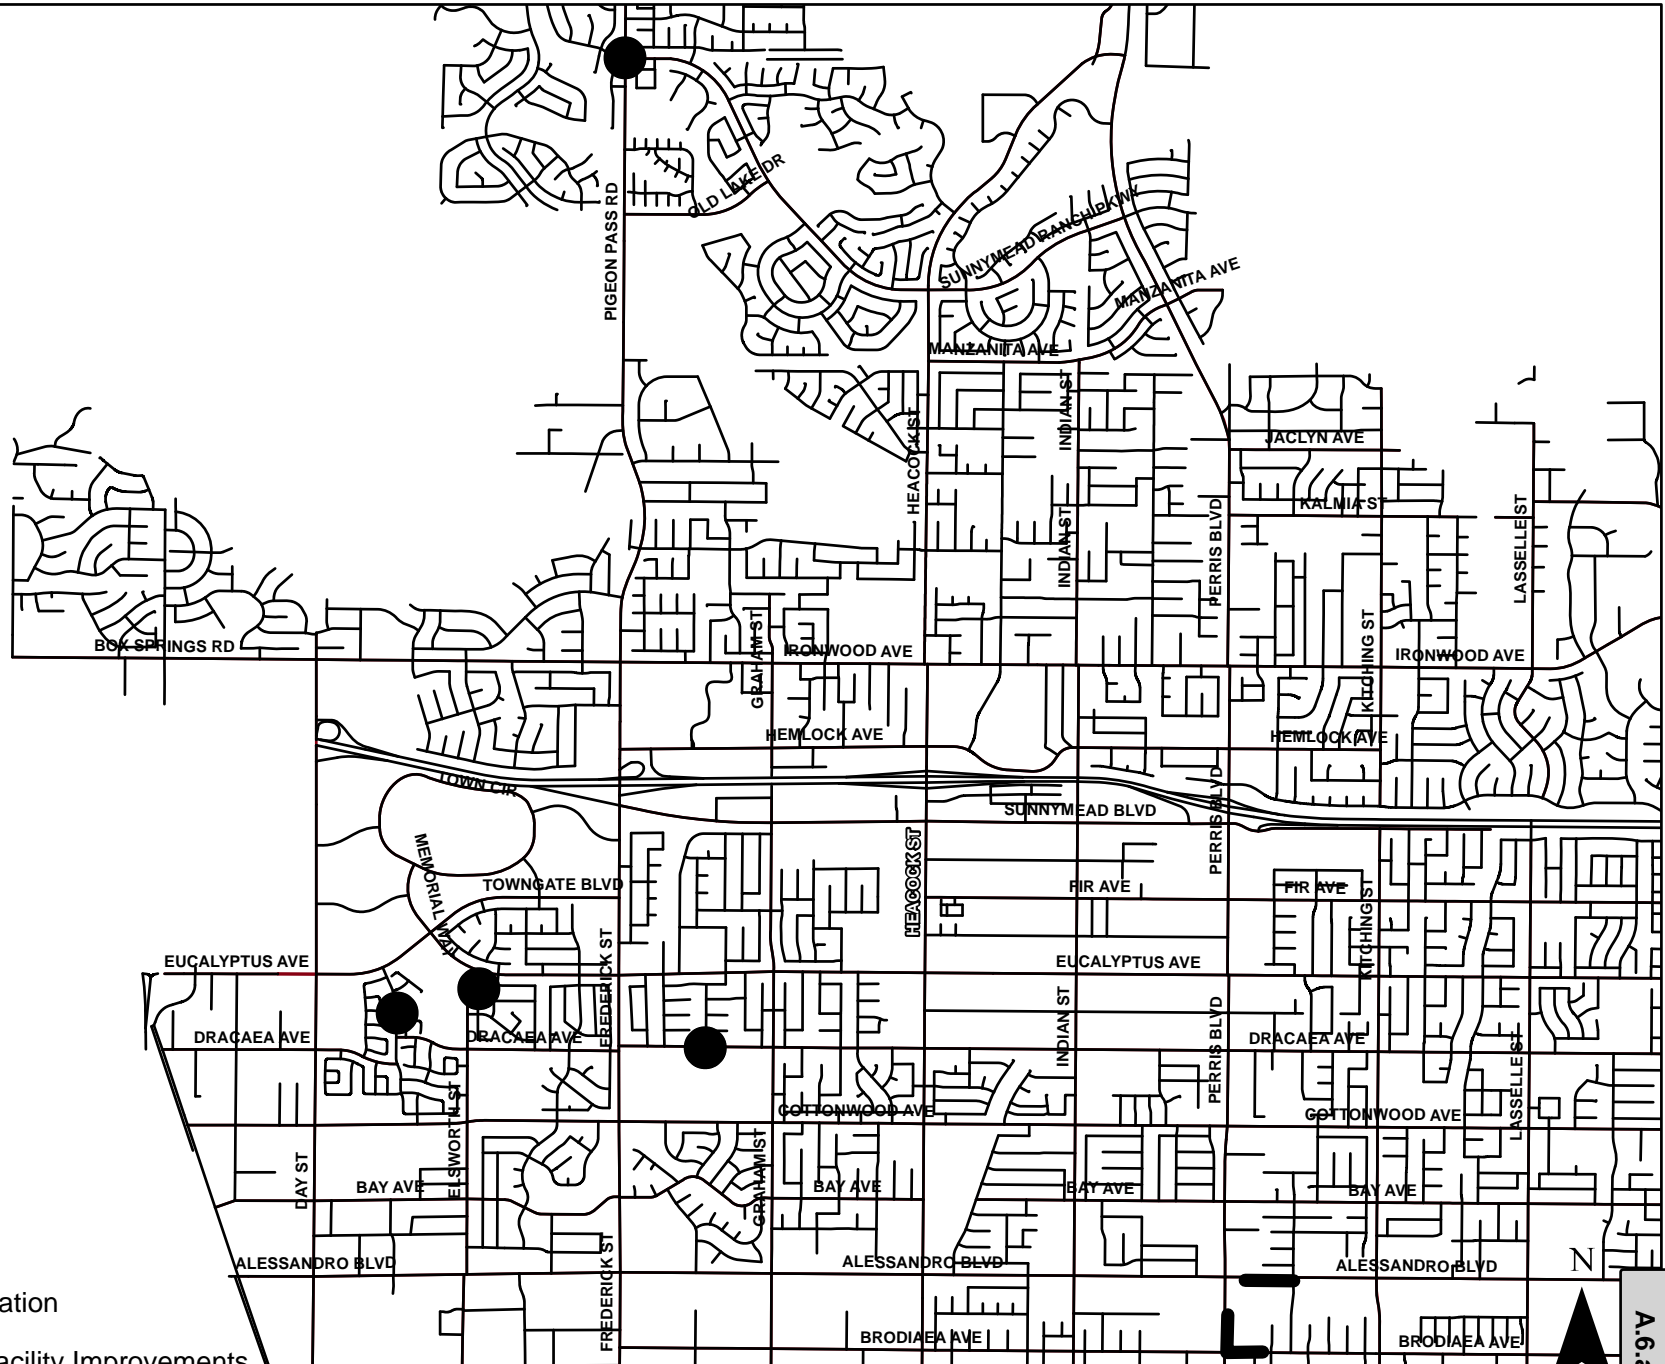 PIGEON PASS RD
OLD LAKE DR
SUNNYMEAD RANCH PKWY
MANZANITA AVE
MANZANITA AVE
INDIAN ST
HEACOCK ST
JACLYN AVE
KALMIA ST
LASSELLE ST
PERRIS BLVD
INDIAN ST
BOX SPRINGS RD
GRAHAM ST
IRONWOOD AVE
KITCHING ST
IRONWOOD AVE
HEMLOCK AVE
HEMLOCK AVE
TOWN CIR
SUNNYMEAD BLVD
PERRIS BLVD
MEMORIAL WAY
TOWNGATE BLVD
HEACOCK ST
FIR AVE
FIR AVE
KITCHING ST
EUCALYPTUS AVE
FREDERICK ST
EUCALYPTUS AVE
DRACAEA AVE
DRACAEA AVE
INDIAN ST
PERRIS BLVD
DRACAEA AVE
LASSELLE ST
ELSWORTH ST
COTTONWOOD AVE
COTTONWOOD AVE
DAY ST
BAY AVE
GRAHAM ST
BAY AVE
BAY AVE
BAY AVE
ALESSANDRO BLVD
FREDERICK ST
ALESSANDRO BLVD
ALESSANDRO BLVD
N
ation
BRODIAEA AVE
BRODIAEA AVE
acility Improvements